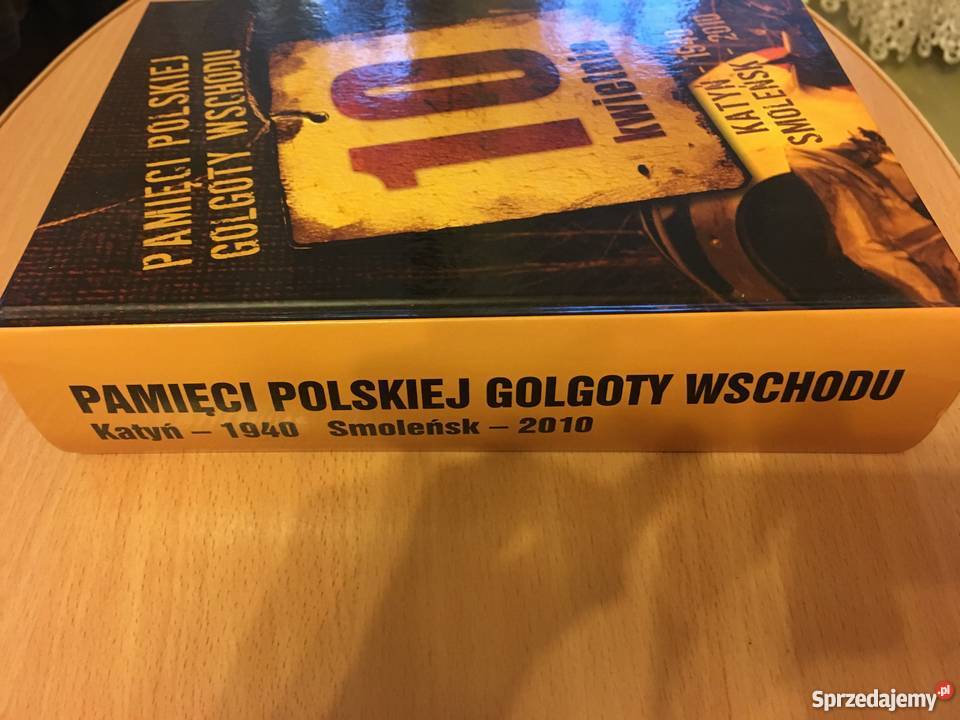 PAMIĘCI POLSKIEJ
GOLGOTY WSCHODU
10
kwietnia
KATYŃ – 1940
SMOLEŃSK – 2010
PAMIĘCI POLSKIEJ GOLGOTY WSCHODU
Katyń – 1940 Smoleńsk – 2010
Sprzedajemy.pl